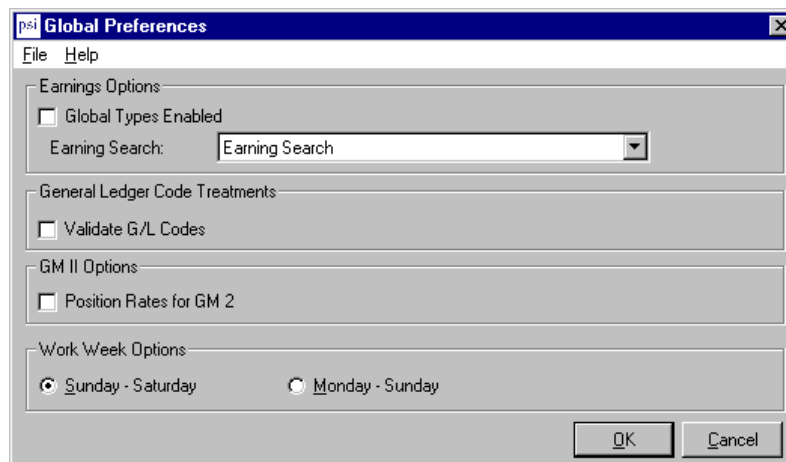 psi Global Preferences
File Help
Earnings Options
Global Types Enabled
Earning Search: Earning Search
General Ledger Code Treatments
Validate G/L Codes
GM II Options
Position Rates for GM 2
Work Week Options
Sunday - Saturday Monday - Sunday
OK Cancel